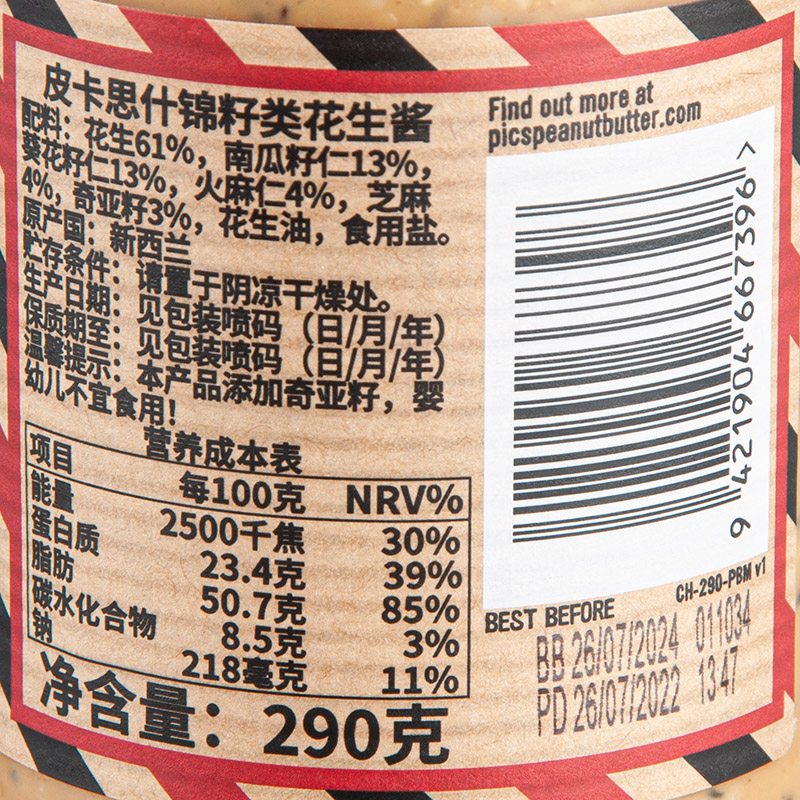 皮卡思什锦籽类花生酱
配料：花生61%，南瓜籽仁13%，
葵花籽仁13%，火麻仁4%，芝麻
4%，奇亚籽3%，花生油，食用盐。
原产国：新西兰
贮存条件：请置于阴凉干燥处。
生产日期：见包装喷码（日/月/年）
保质期至：见包装喷码（日/月/年）
温馨提示：本产品添加奇亚籽，婴
幼儿不宜食用！
营养成本表
项目 每100克 NRV%
能量 2500千焦 30%
蛋白质 23.4克 39%
脂肪 50.7克 85%
碳水化合物 8.5克 3%
钠 218毫克 11%
净含量：290克
Find out more at
picspeanutbutter.com
9 421904 667396 >
CH-290-PBM v1
BEST BEFORE
BB 26/07/2024 011034
PD 26/07/2022 1347